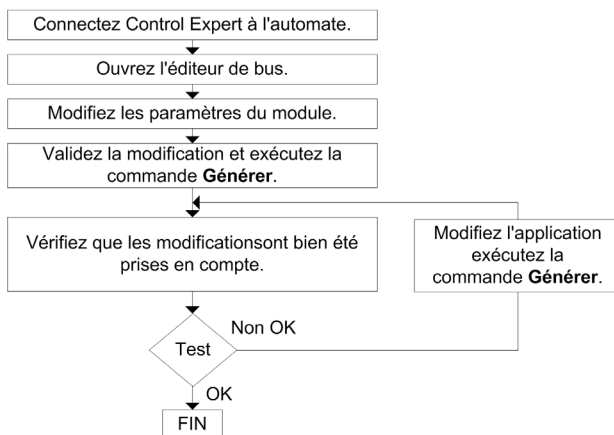 Connectez Control Expert à l'automate.
Ouvrez l'éditeur de bus.
Modifiez les paramètres du module.
Validez la modification et exécutez la
commande Générer.
Vérifiez que les modificationsont bien été
prises en compte.
Modifiez l'application
exécutez la
commande Générer.
Non OK
Test
OK
FIN